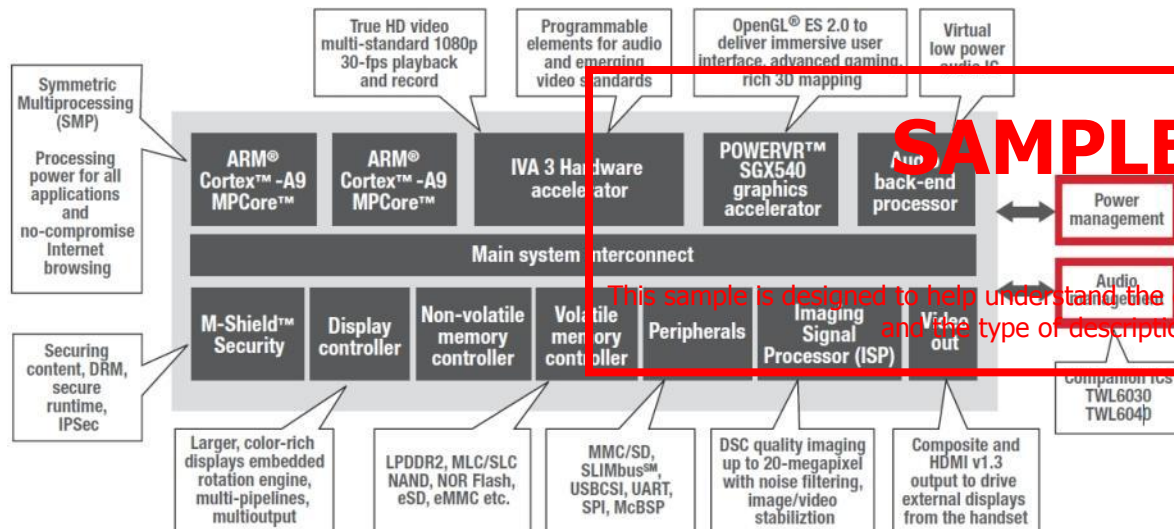 True HD video
multi-standard 1080p
30-fps playback
and record
Programmable
elements for audio
and emerging
video standards
OpenGL® ES 2.0 to
deliver immersive user
interface, advanced gaming,
rich 3D mapping
Virtual
low power
audio IC
Symmetric
Multiprocessing
(SMP)
Processing
power for all
applications
and
no-compromise
Internet
browsing
ARM®
Cortex™ -A9
MPCore™
ARM®
Cortex™ -A9
MPCore™
IVA 3 Hardware
accelerator
POWERVR™
SGX540
graphics
accelerator
Audio
back-end
processor
SAMPLE
Power
management
Main system interconnect
Audio
management
This sample is designed to help understand the
and the type of descriptio
M-Shield™
Security
Display
controller
Non-volatile
memory
controller
Volatile
memory
controller
Peripherals
Imaging
Signal
Processor (ISP)
Video
out
Securing
content, DRM,
secure
runtime,
IPSec
Companion ICs
TWL6030
TWL6040
Larger, color-rich
displays embedded
rotation engine,
multi-pipelines,
multioutput
LPDDR2, MLC/SLC
NAND, NOR Flash,
eSD, eMMC etc.
MMC/SD,
SLIMbus℠,
USBCSI, UART,
SPI, McBSP
DSC quality imaging
up to 20-megapixel
with noise filtering,
image/video
stabiliztion
Composite and
HDMI v1.3
output to drive
external displays
from the handset